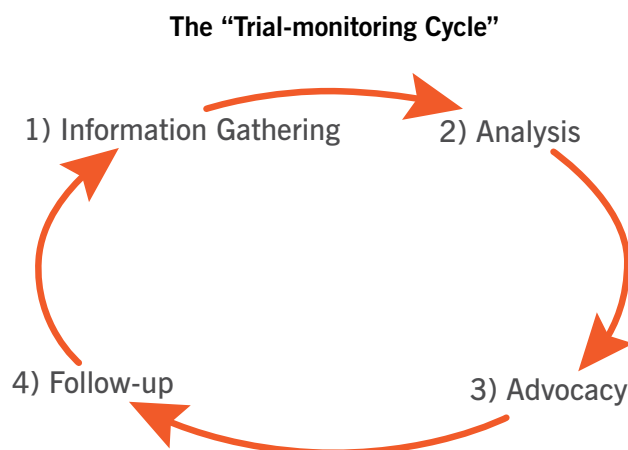 The “Trial-monitoring Cycle”
1) Information Gathering
2) Analysis
3) Advocacy
4) Follow-up